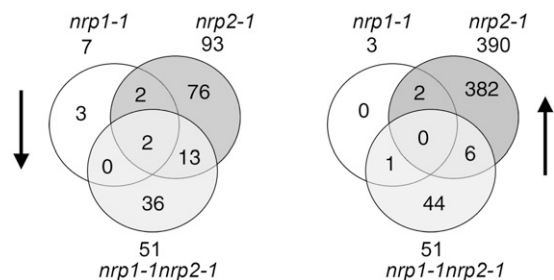 nrp1-1 nrp2-1 nrp1-1 nrp2-1
7 93 3 390
3 2 76 0 2 382
2 0
0 13 1 6
36 44
51 51
nrp1-1nrp2-1 nrp1-1nrp2-1